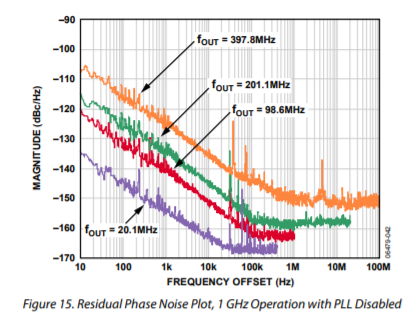 –90
–100
–110
–120
–130
–140
–150
–160
–170
MAGNITUDE (dBc/Hz)
fOUT = 397.8MHz
fOUT = 201.1MHz
fOUT = 98.6MHz
fOUT = 20.1MHz
10 100 1k 10k 100k 1M 10M 100M
FREQUENCY OFFSET (Hz)
06479-042
Figure 15. Residual Phase Noise Plot, 1 GHz Operation with PLL Disabled